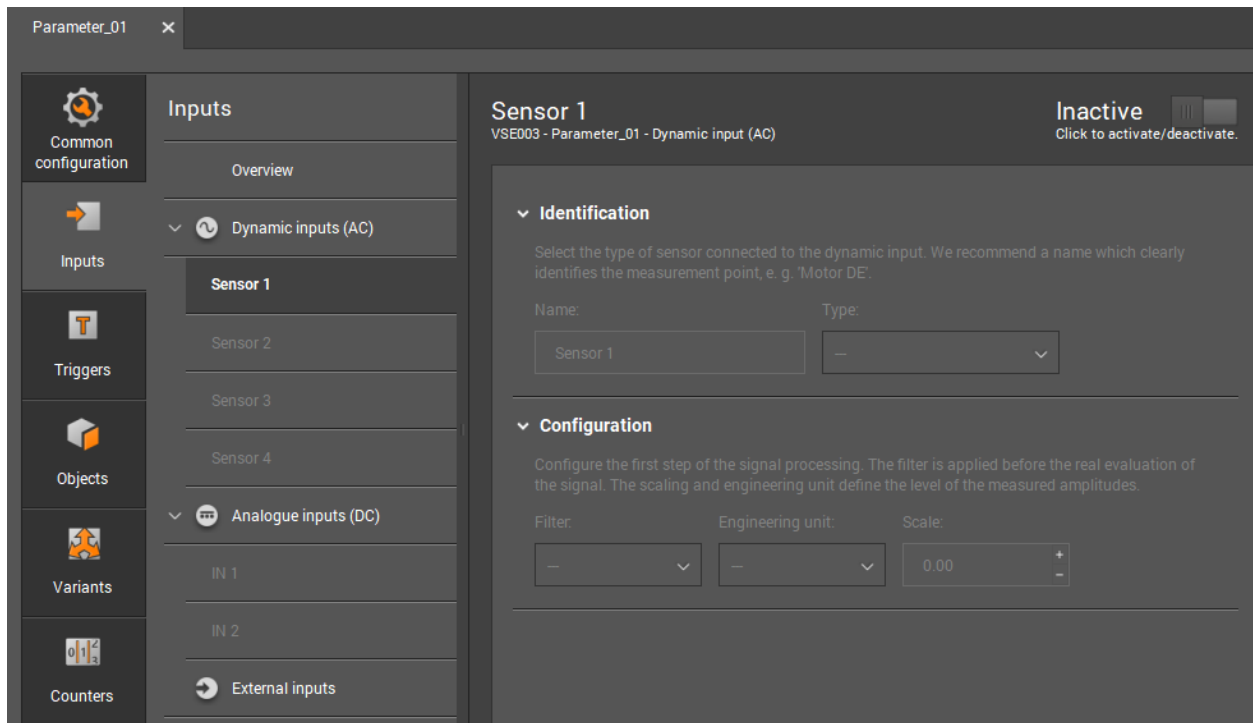 Parameter_01
Common
configuration
Inputs
Triggers
Objects
Variants
Counters
Inputs
Overview
Dynamic inputs (AC)
Sensor 1
Sensor 2
Sensor 3
Sensor 4
Analogue inputs (DC)
IN 1
IN 2
External inputs
Sensor 1
VSE003 - Parameter_01 - Dynamic input (AC)
Inactive
Click to activate/deactivate.
Identification
Select the type of sensor connected to the dynamic input. We recommend a name which clearly
identifies the measurement point, e. g. 'Motor DE'.
Name:
Type:
Sensor 1
---
Configuration
Configure the first step of the signal processing. The filter is applied before the real evaluation of
the signal. The scaling and engineering unit define the level of the measured amplitudes.
Filter:
Engineering unit:
Scale:
---
---
0.00